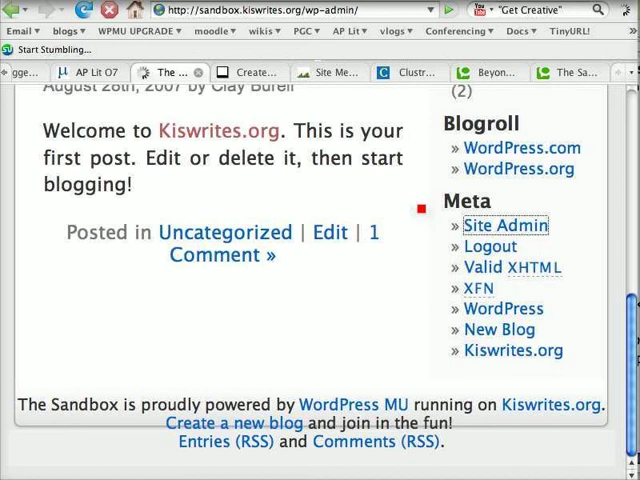 http://sandbox.kiswrites.org/wp-admin/
"Get Creative"
Email blogs WPMU UPGRADE moodle wikis PGC AP Lit vlogs Conferencing Docs TinyURL!
Start Stumbling...
gge... AP Lit 07 The ... Create... Site Me... Clustr... Beyon... The Sa...
August 28th, 2007 by Clay Burell
Welcome to Kiswrites.org. This is your
first post. Edit or delete it, then start
blogging!
Posted in Uncategorized | Edit | 1
Comment »
(2)
Blogroll
» WordPress.com
» WordPress.org
Meta
» Site Admin
» Logout
» Valid XHTML
» XFN
» WordPress
» New Blog
» Kiswrites.org
The Sandbox is proudly powered by WordPress MU running on Kiswrites.org.
Create a new blog and join in the fun!
Entries (RSS) and Comments (RSS).